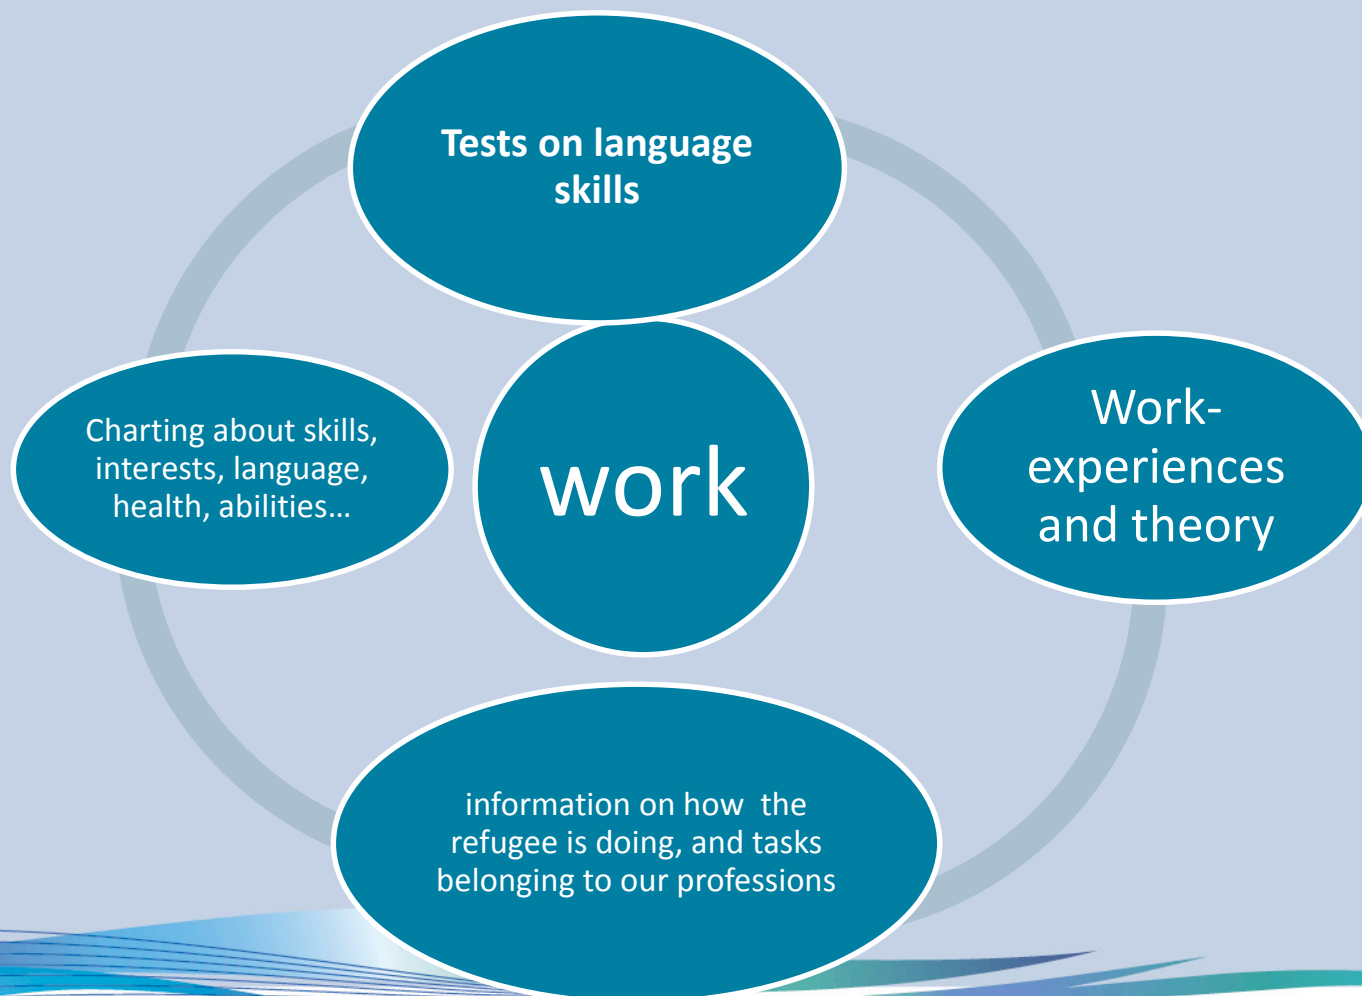 Tests on language
skills
Charting about skills,
interests, language,
health, abilities…
work
Work-
experiences
and theory
information on how  the
refugee is doing, and tasks
belonging to our professions